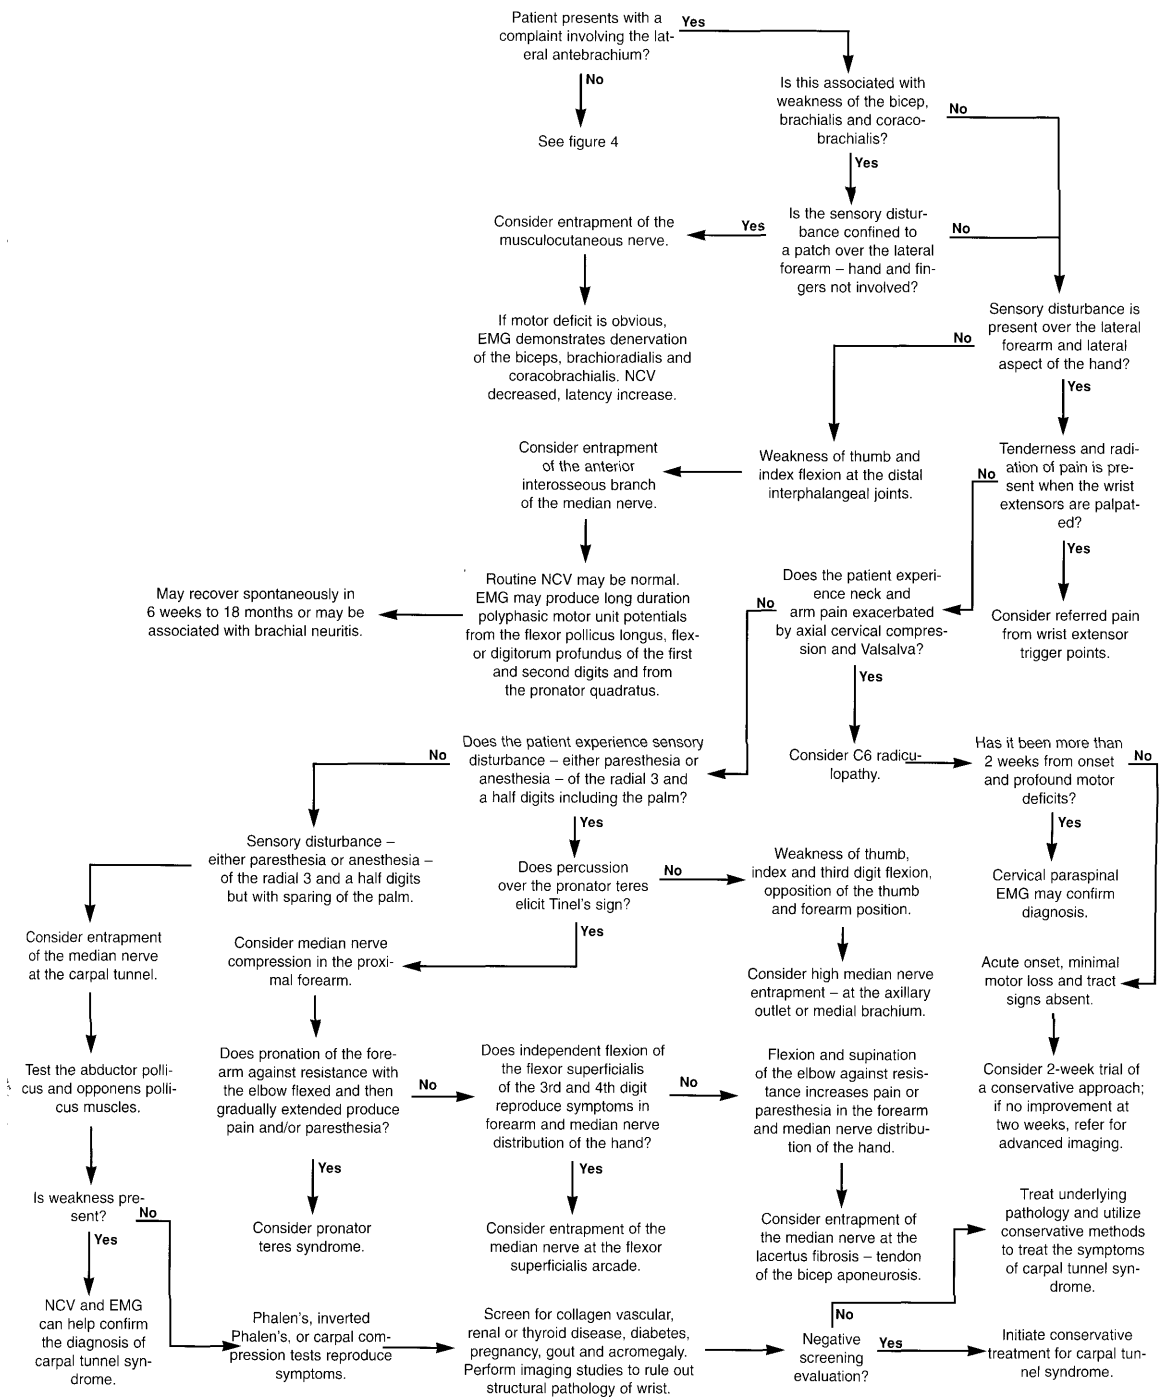 Patient presents with a
complaint involving the lat-
eral antebrachium?
Yes
No
See figure 4
Is this associated with
weakness of the bicep,
brachialis and coraco-
brachialis?
No
Yes
Is the sensory distur-
bance confined to
a patch over the lateral
forearm – hand and fin-
gers not involved?
Yes
No
Consider entrapment of the
musculocutaneous nerve.
If motor deficit is obvious,
EMG demonstrates denervation
of the biceps, brachioradialis and
coracobrachialis. NCV
decreased, latency increase.
Sensory disturbance is
present over the lateral
forearm and lateral
aspect of the hand?
No
Yes
Consider entrapment
of the anterior
interosseous branch
of the median nerve.
Weakness of thumb and
index flexion at the distal
interphalangeal joints.
Tenderness and radi-
ation of pain is pre-
sent when the wrist
extensors are palpat-
ed?
No
Yes
May recover spontaneously in
6 weeks to 18 months or may be
associated with brachial neuritis.
Routine NCV may be normal.
EMG may produce long duration
polyphasic motor unit potentials
from the flexor pollicus longus, flex-
or digitorum profundus of the first
and second digits and from
the pronator quadratus.
Does the patient experi-
ence neck and
arm pain exacerbated
by axial cervical compres-
sion and Valsalva?
No
Yes
Consider referred pain
from wrist extensor
trigger points.
Does the patient experience sensory
disturbance – either paresthesia or
anesthesia – of the radial 3 and
a half digits including the palm?
No
Yes
Consider C6 radicu-
lopathy.
Has it been more than
2 weeks from onset
and profound motor
deficits?
No
Yes
Sensory disturbance –
either paresthesia or anesthesia –
of the radial 3 and a half digits
but with sparing of the palm.
Does percussion
over the pronator teres
elicit Tinel's sign?
No
Yes
Weakness of thumb,
index and third digit flexion,
opposition of the thumb
and forearm position.
Cervical paraspinal
EMG may confirm
diagnosis.
Consider entrapment
of the median nerve
at the carpal tunnel.
Consider median nerve
compression in the proxi-
mal forearm.
Consider high median nerve
entrapment – at the axillary
outlet or medial brachium.
Acute onset, minimal
motor loss and tract
signs absent.
Test the abductor polli-
cus and opponens polli-
cus muscles.
Does pronation of the fore-
arm against resistance with
the elbow flexed and then
gradually extended produce
pain and/or paresthesia?
No
Yes
Does independent flexion of
the flexor superficialis
of the 3rd and 4th digit
reproduce symptoms in
forearm and median nerve
distribution of the hand?
No
Yes
Flexion and supination
of the elbow against resis-
tance increases pain or
paresthesia in the forearm
and median nerve distribu-
tion of the hand.
Consider 2-week trial of
a conservative approach;
if no improvement at
two weeks, refer for
advanced imaging.
Is weakness pre-
sent?
No
Yes
Consider pronator
teres syndrome.
Consider entrapment of the
median nerve at the flexor
superficialis arcade.
Consider entrapment of
the median nerve at the
lacertus fibrosis – tendon
of the bicep aponeurosis.
Treat underlying
pathology and utilize
conservative methods
to treat the symptoms
of carpal tunnel syn-
drome.
NCV and EMG
can help confirm
the diagnosis of
carpal tunnel syn-
drome.
Phalen's, inverted
Phalen's, or carpal com-
pression tests reproduce
symptoms.
Screen for collagen vascular,
renal or thyroid disease, diabetes,
pregnancy, gout and acromegaly.
Perform imaging studies to rule out
structural pathology of wrist.
No
Negative
screening
evaluation?
Yes
Initiate conservative
treatment for carpal tun-
nel syndrome.